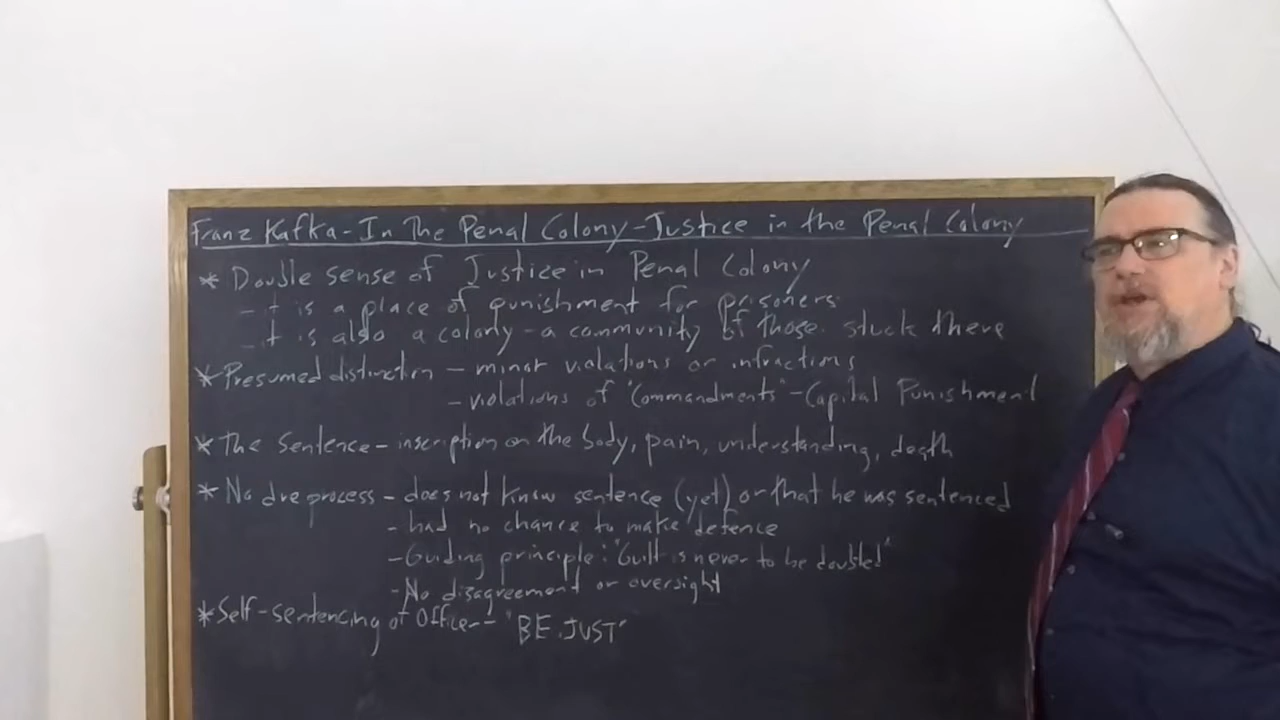 Franz Kafka-In The Penal Colony-Justice in the Penal Colony
* Double sense of Justice in Penal Colony
- it is a place of punishment for prisoners
- it is also a colony - a community of those stuck there
* Presumed distinction - minor violations or infractions
- violations of "Commandments" - Capital Punishment
* The Sentence - inscription on the body, pain, understanding, death
* No due process - does not know sentence (yet) or that he was sentenced
- had no chance to make defence
- Guiding principle: "Guilt is never to be doubted"
- No disagreement or oversight
* Self-sentencing of Officer - "BE JUST"